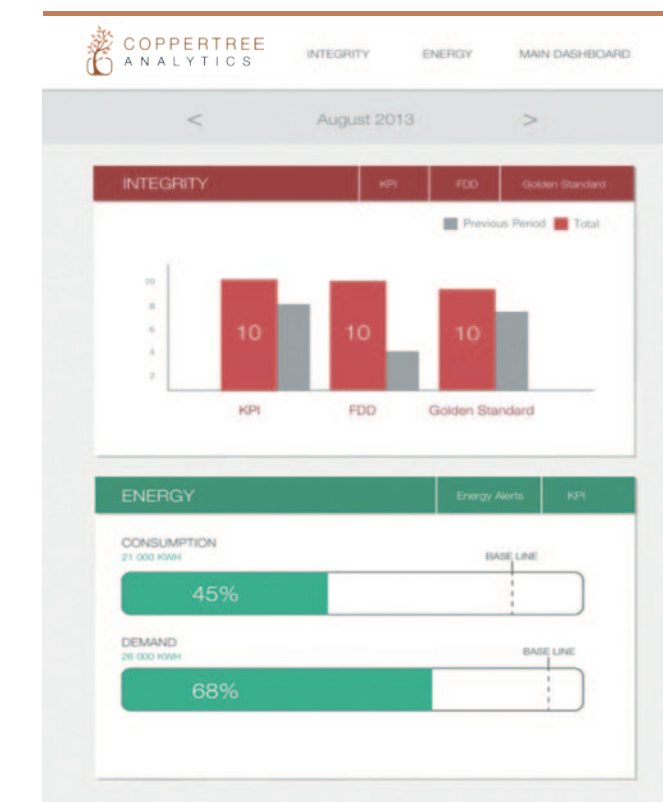 COPPERTREE
ANALYTICS
INTEGRITY ENERGY MAIN DASHBOARD
< August 2013 >
INTEGRITY KPI FDD Golden Standard
Previous Period Total
10
8
6
4
2
10 10 10
KPI FDD Golden Standard
ENERGY Energy Alerts KPI
CONSUMPTION
21 000 KWH
BASE LINE
45%
DEMAND
26 000 KWH
BASE LINE
68%